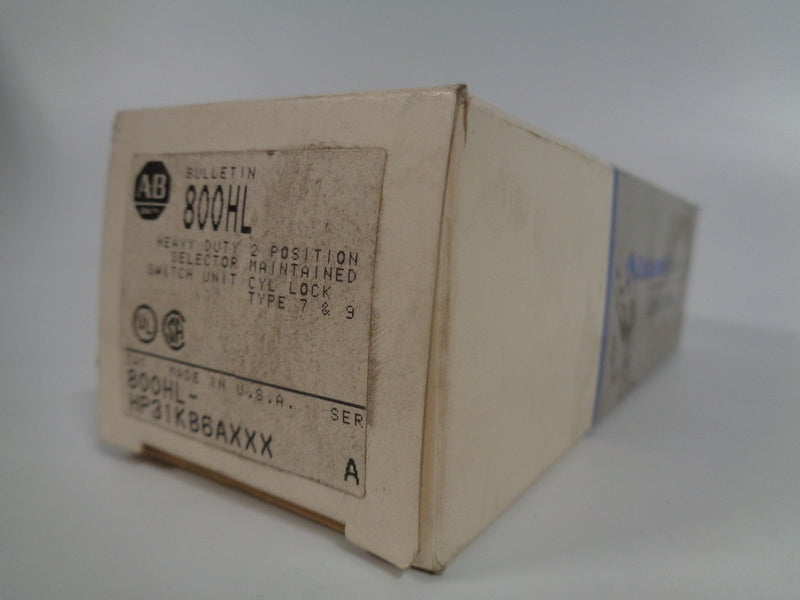 A-B
BULLETIN
800HL
HEAVY DUTY 2 POSITION
SELECTOR MAINTAINED
SWITCH UNIT CYL LOCK
TYPE 7 & 9
UL
MADE IN U.S.A.
CAT
SER
800HL-
HP31KB6AXXX
A